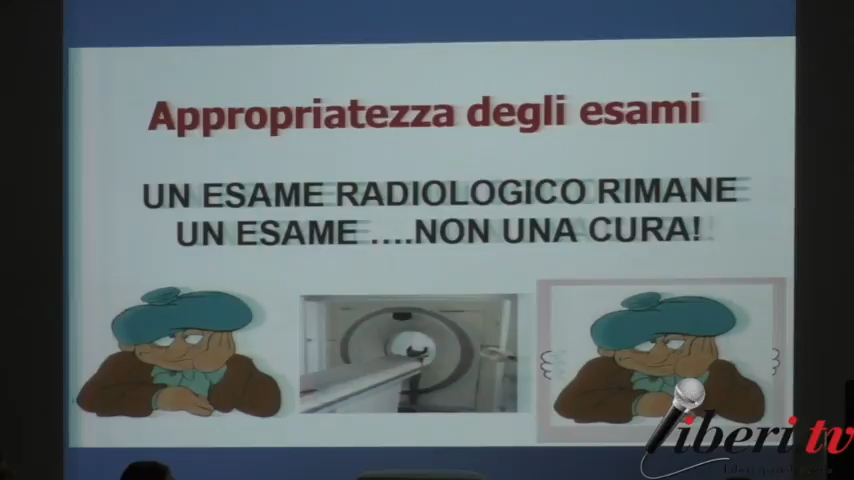 Appropriatezza degli esami
UN ESAME RADIOLOGICO RIMANE
UN ESAME ....NON UNA CURA!
liberi tv